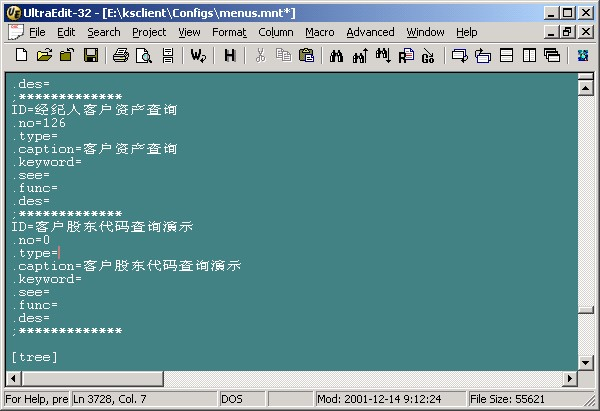 UltraEdit-32 - [E:\ksclient\Configs\menus.mnt*]
File Edit Search Project View Format Column Macro Advanced Window Help
.des=
;*************
ID=经纪人客户资产查询
.no=126
.type=
.caption=客户资产查询
.keyword=
.see=
.func=
.des=
;*************
ID=客户股东代码查询演示
.no=0
.type=
.caption=客户股东代码查询演示
.keyword=
.see=
.func=
.des=
;*************
[tree]
For Help, pre Ln 3728, Col. 7 DOS Mod: 2001-12-14 9:12:24 File Size: 55621